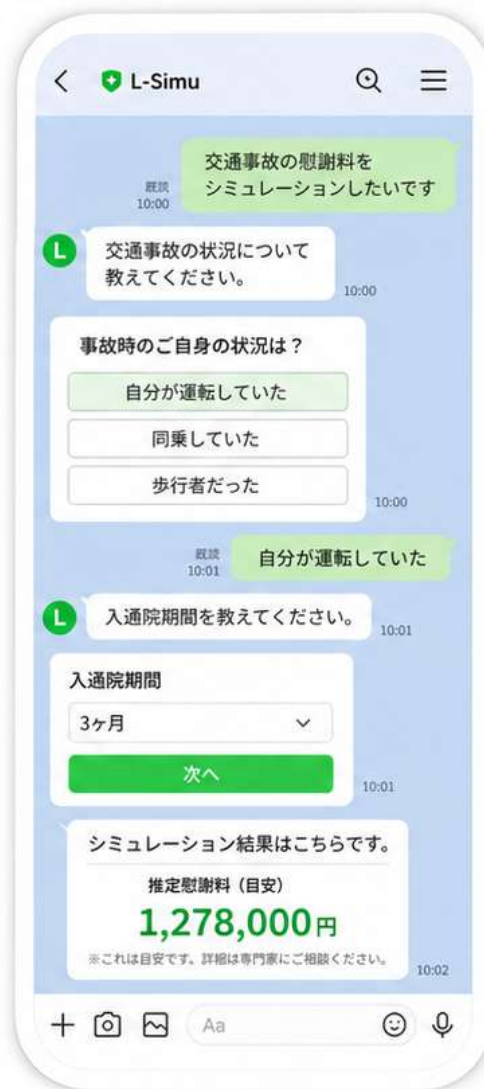 L-Simu
交通事故の慰謝料を
シミュレーションしたいです
既読
10:00
L
交通事故の状況について
教えてください。
10:00
事故時のご自身の状況は？
自分が運転していた
同乗していた
歩行者だった
10:00
既読
10:01
自分が運転していた
L
入通院期間を教えてください。
10:01
入通院期間
3ヶ月
次へ
10:01
シミュレーション結果はこちらです。
推定慰謝料（目安）
1,278,000円
※これは目安です。詳細は専門家にご相談ください。
10:02
Aa